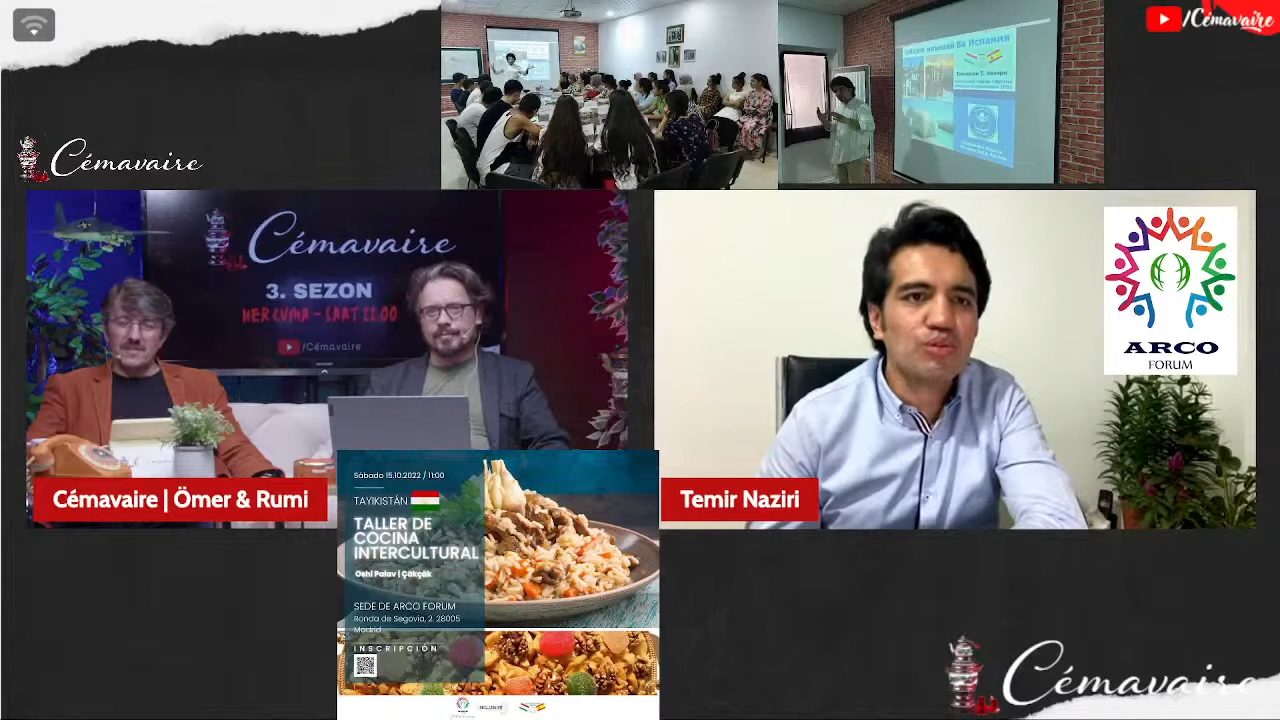 /Cémavaire
Cémavaire
Cémavaire
3. SEZON
HER CUMA - SAAT 21.00
/Cémavaire
ARCO
FORUM
Cémavaire | Ömer & Rumi
Temir Naziri
Sábado 15.10.2022 / 11:00
TAYIKISTÁN
TALLER DE
COCINA
INTERCULTURAL
Oshi Palav | Çakçak
SEDE DE ARCO FORUM
Ronda de Segovia, 2. 28005
Madrid
INSCRIPCIÓN
Cémavaire